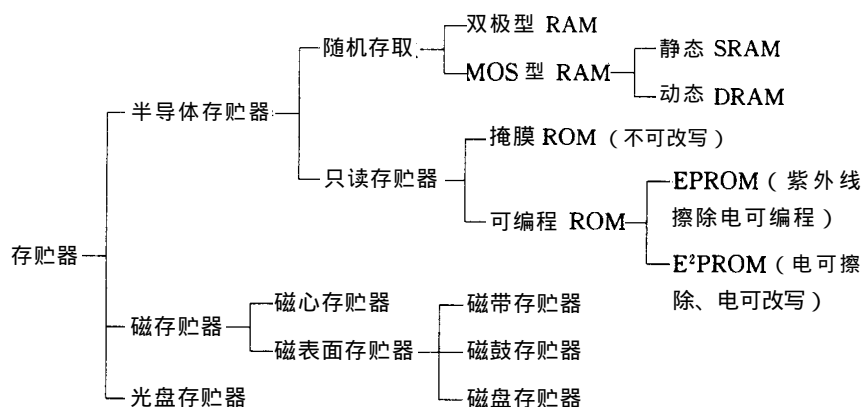 双极型 RAM
随机存取
静态 SRAM
MOS 型 RAM
半导体存贮器
动态 DRAM
掩膜 ROM（不可改写）
只读存贮器
EPROM（紫外线
可编程 ROM
擦除电可编程）
存贮器
E²PROM（电可擦
除、电可改写）
磁心存贮器
磁带存贮器
磁存贮器
磁表面存贮器
磁鼓存贮器
光盘存贮器
磁盘存贮器